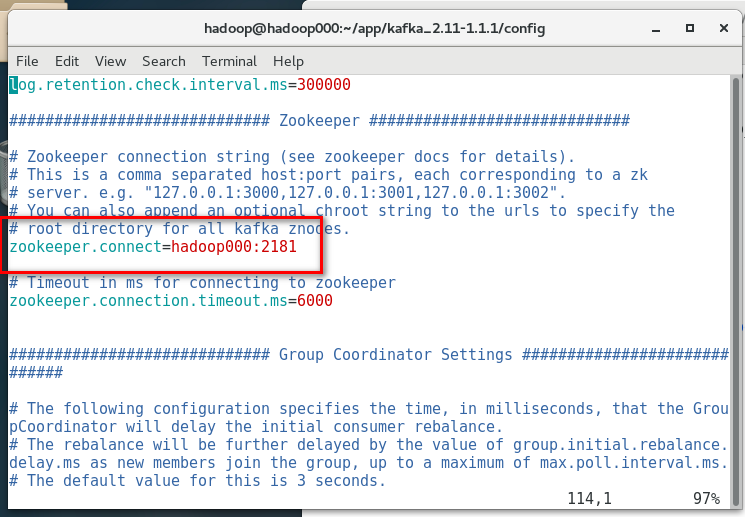 hadoop@hadoop000:~/app/kafka_2.11-1.1.1/config
File Edit View Search Terminal Help
log.retention.check.interval.ms=300000
############################# Zookeeper #############################
# Zookeeper connection string (see zookeeper docs for details).
# This is a comma separated host:port pairs, each corresponding to a zk
# server. e.g. "127.0.0.1:3000,127.0.0.1:3001,127.0.0.1:3002".
# You can also append an optional chroot string to the urls to specify the
# root directory for all kafka znodes.
zookeeper.connect=hadoop000:2181
# Timeout in ms for connecting to zookeeper
zookeeper.connection.timeout.ms=6000
############################# Group Coordinator Settings #######################
######
# The following configuration specifies the time, in milliseconds, that the Grou
pCoordinator will delay the initial consumer rebalance.
# The rebalance will be further delayed by the value of group.initial.rebalance.
delay.ms as new members join the group, up to a maximum of max.poll.interval.ms.
# The default value for this is 3 seconds.
114,1 97%